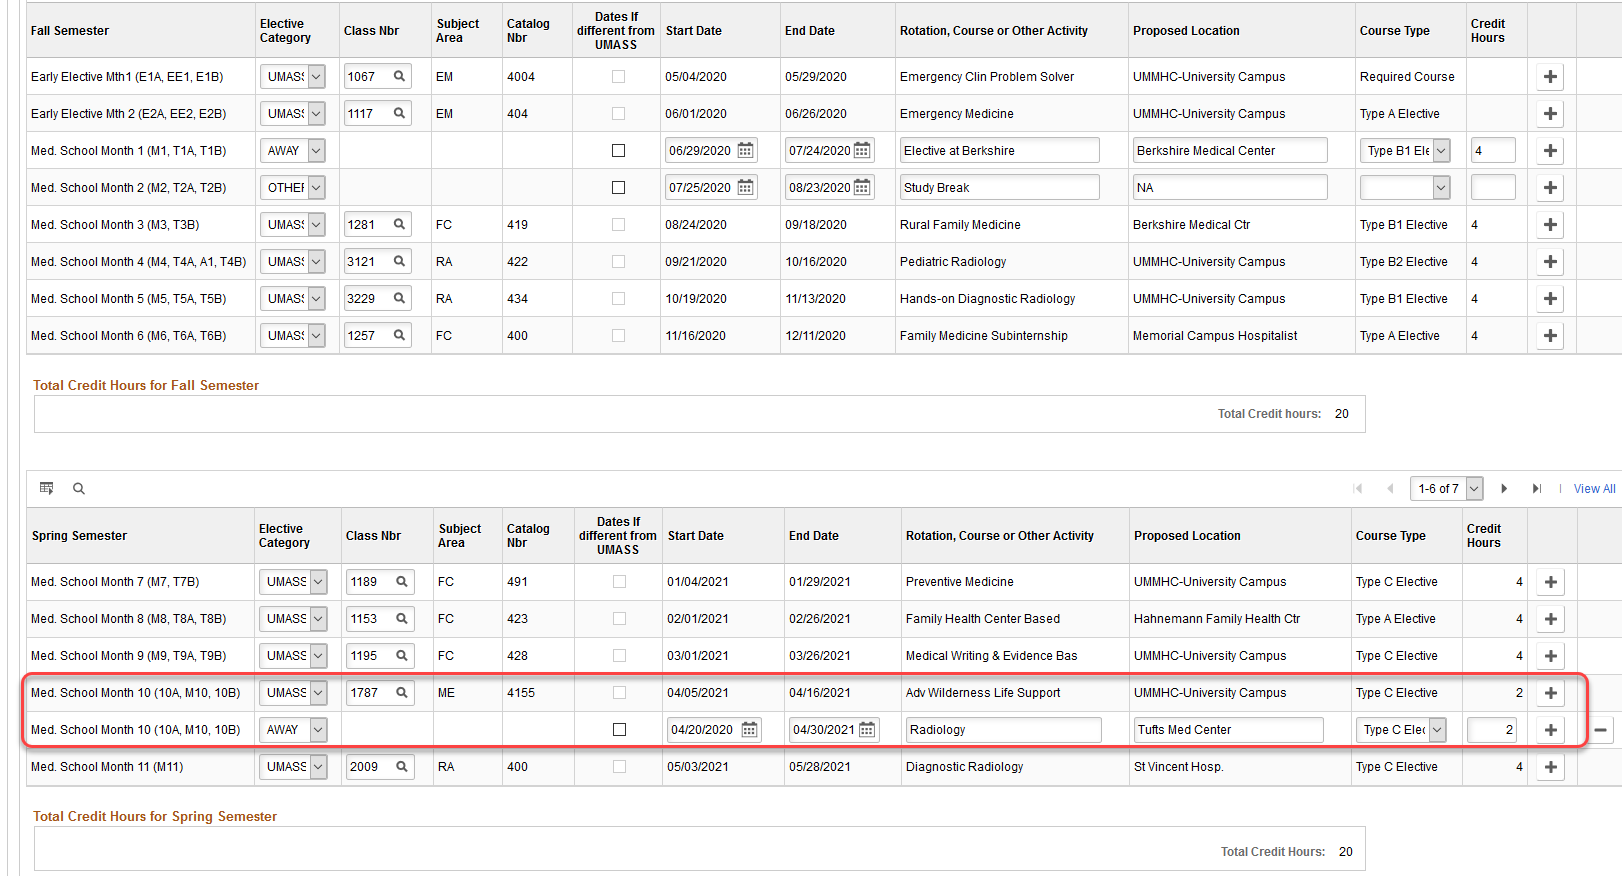 Fall Semester Elective Category Class Nbr Subject Area Catalog Nbr Dates If different from UMASS Start Date End Date Rotation, Course or Other Activity Proposed Location Course Type Credit Hours
Early Elective Mth1 (E1A, EE1, E1B) UMASS 1067 EM 4004 05/04/2020 05/29/2020 Emergency Clin Problem Solver UMMHC-University Campus Required Course
Early Elective Mth 2 (E2A, EE2, E2B) UMASS 1117 EM 404 06/01/2020 06/26/2020 Emergency Medicine UMMHC-University Campus Type A Elective
Med. School Month 1 (M1, T1A, T1B) AWAY 06/29/2020 07/24/2020 Elective at Berkshire Berkshire Medical Center Type B1 Ele 4
Med. School Month 2 (M2, T2A, T2B) OTHER 07/25/2020 08/23/2020 Study Break NA
Med. School Month 3 (M3, T3B) UMASS 1281 FC 419 08/24/2020 09/18/2020 Rural Family Medicine Berkshire Medical Ctr Type B1 Elective 4
Med. School Month 4 (M4, T4A, A1, T4B) UMASS 3121 RA 422 09/21/2020 10/16/2020 Pediatric Radiology UMMHC-University Campus Type B2 Elective 4
Med. School Month 5 (M5, T5A, T5B) UMASS 3229 RA 434 10/19/2020 11/13/2020 Hands-on Diagnostic Radiology UMMHC-University Campus Type B1 Elective 4
Med. School Month 6 (M6, T6A, T6B) UMASS 1257 FC 400 11/16/2020 12/11/2020 Family Medicine Subinternship Memorial Campus Hospitalist Type A Elective 4
Total Credit Hours for Fall Semester
Total Credit hours: 20
1-6 of 7 View All
Spring Semester Elective Category Class Nbr Subject Area Catalog Nbr Dates If different from UMASS Start Date End Date Rotation, Course or Other Activity Proposed Location Course Type Credit Hours
Med. School Month 7 (M7, T7B) UMASS 1189 FC 491 01/04/2021 01/29/2021 Preventive Medicine UMMHC-University Campus Type C Elective 4
Med. School Month 8 (M8, T8A, T8B) UMASS 1153 FC 423 02/01/2021 02/26/2021 Family Health Center Based Hahnemann Family Health Ctr Type A Elective 4
Med. School Month 9 (M9, T9A, T9B) UMASS 1195 FC 428 03/01/2021 03/26/2021 Medical Writing & Evidence Bas UMMHC-University Campus Type C Elective 4
Med. School Month 10 (10A, M10, 10B) UMASS 1787 ME 4155 04/05/2021 04/16/2021 Adv Wilderness Life Support UMMHC-University Campus Type C Elective 2
Med. School Month 10 (10A, M10, 10B) AWAY 04/20/2020 04/30/2021 Radiology Tufts Med Center Type C Elec 2
Med. School Month 11 (M11) UMASS 2009 RA 400 05/03/2021 05/28/2021 Diagnostic Radiology St Vincent Hosp. Type C Elective 4
Total Credit Hours for Spring Semester
Total Credit Hours: 20